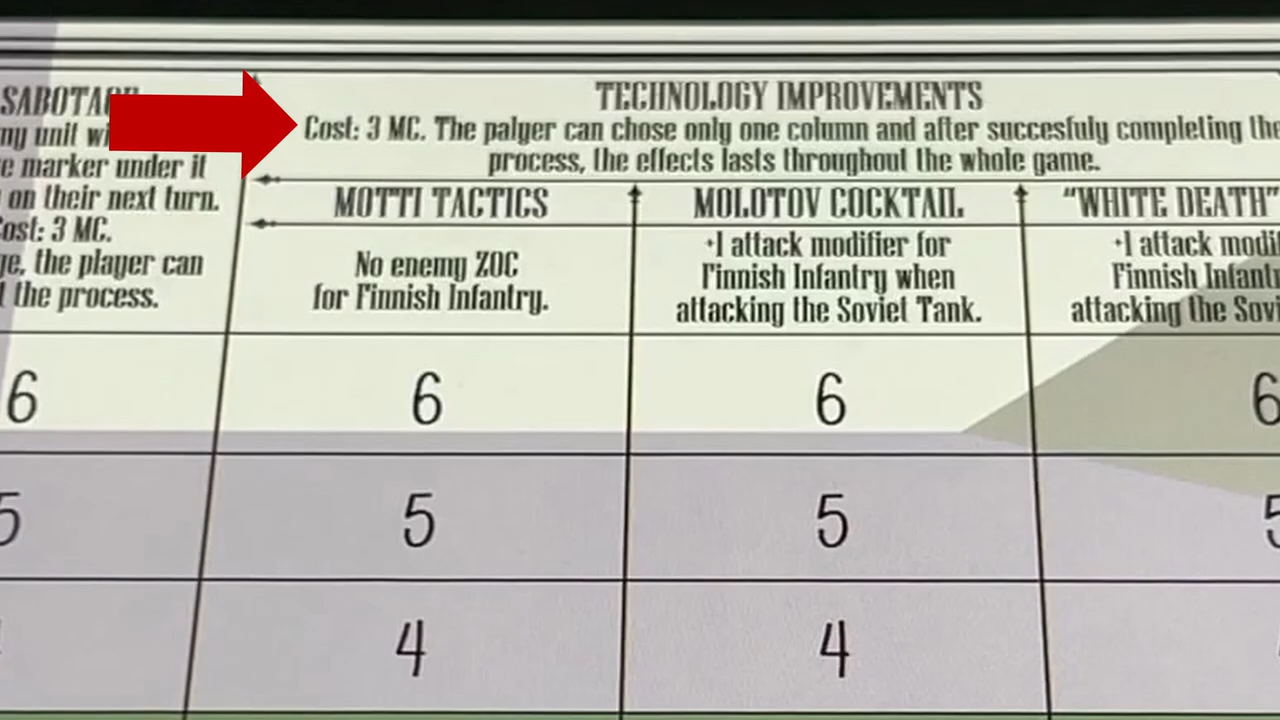 SABOTAGE
my unit wi
e marker under it
on their next turn.
Cost: 3 MC.
ge, the player can
t the process.
TECHNOLOGY IMPROVEMENTS
Cost: 3 MC. The palyer can chose only one column and after succesfuly completing the
process, the effects lasts throughout the whole game.
MOTTI TACTICS
No enemy ZOC
for Finnish Infantry.
MOLOTOV COCKTAIL
+1 attack modifier for
Finnish Infantry when
attacking the Soviet Tank.
"WHITE DEATH"
+1 attack modif
Finnish Infantr
attacking the Sovi
6 6 6 6
5 5 5 5
4 4